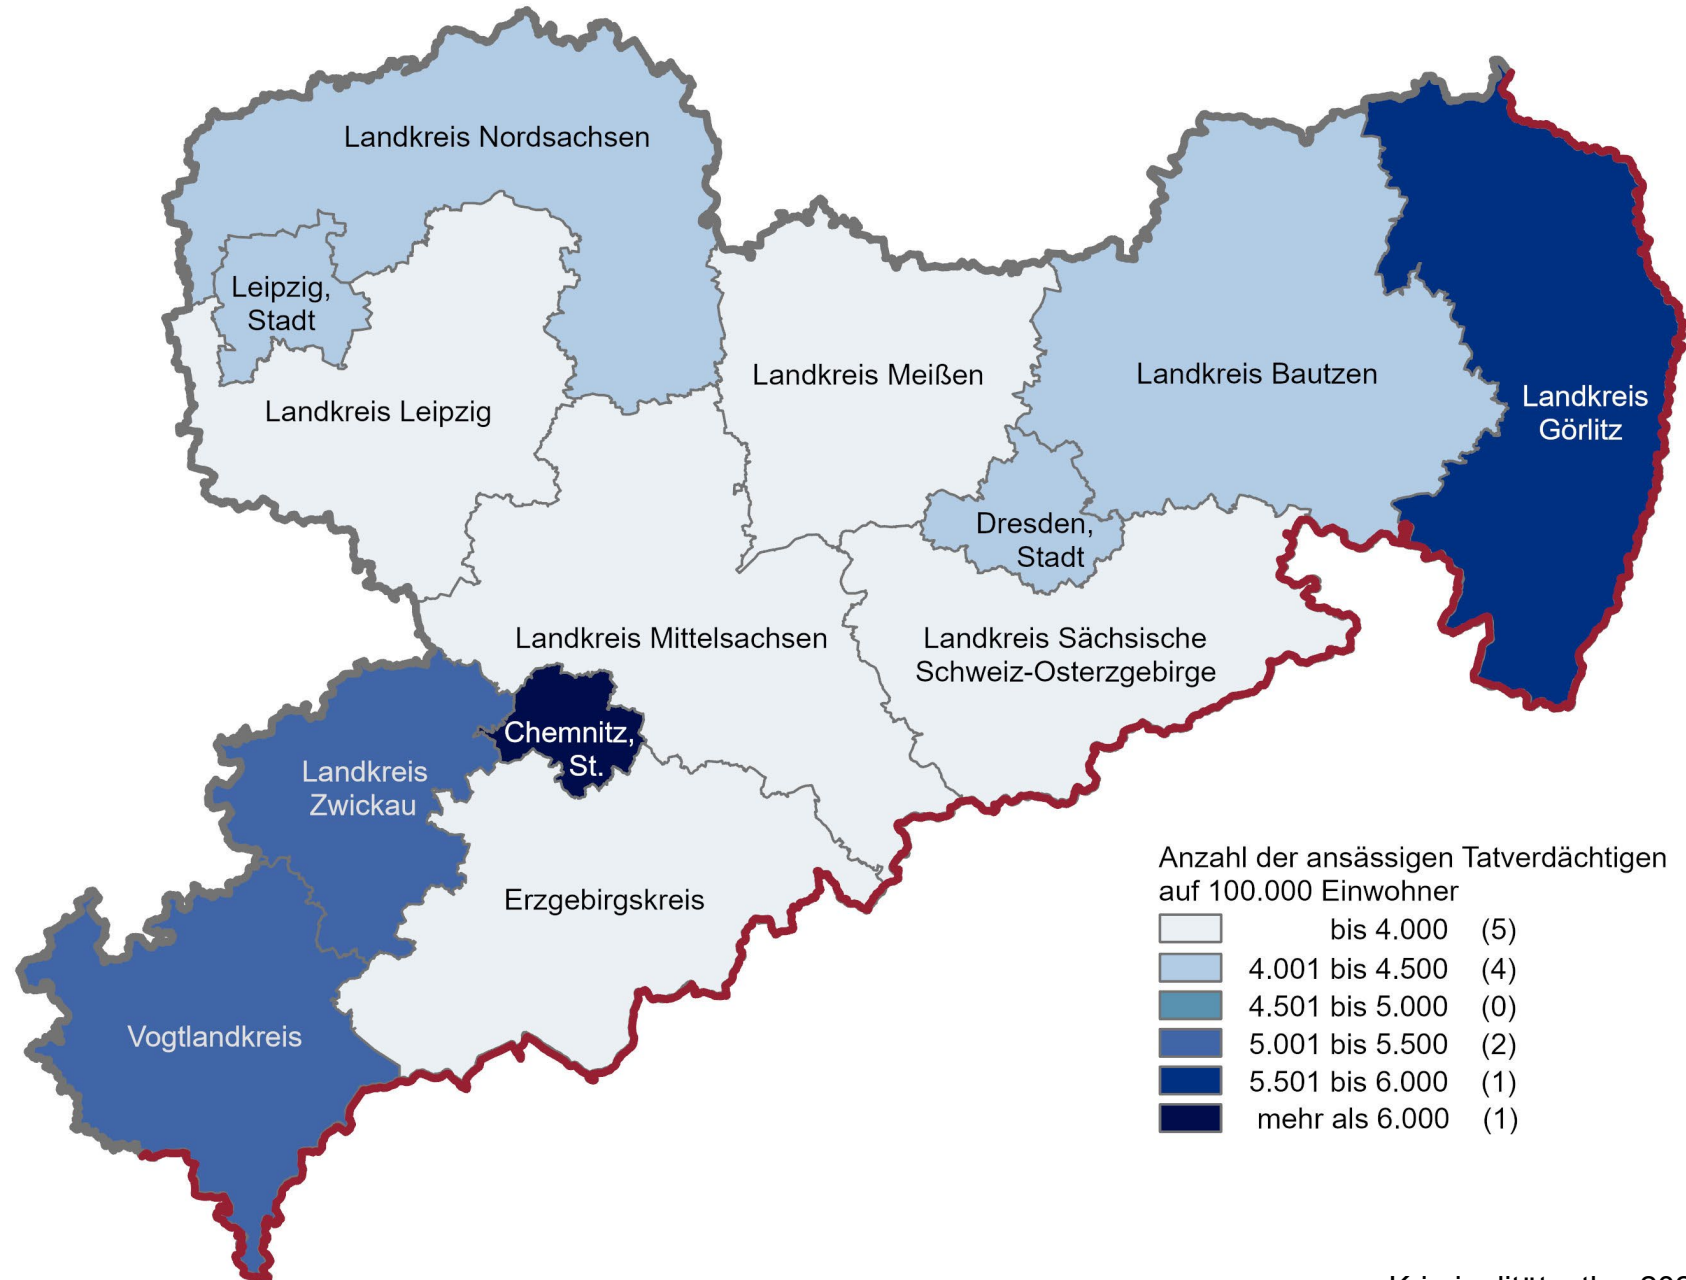 Landkreis Nordsachsen
Leipzig,
Stadt
Landkreis Leipzig
Landkreis Meißen
Landkreis Bautzen
Landkreis
Görlitz
Dresden,
Stadt
Landkreis Mittelsachsen
Landkreis Sächsische
Schweiz-Osterzgebirge
Chemnitz,
St.
Landkreis
Zwickau
Erzgebirgskreis
Vogtlandkreis
Anzahl der ansässigen Tatverdächtigen
auf 100.000 Einwohner
bis 4.000 (5)
4.001 bis 4.500 (4)
4.501 bis 5.000 (0)
5.001 bis 5.500 (2)
5.501 bis 6.000 (1)
mehr als 6.000 (1)